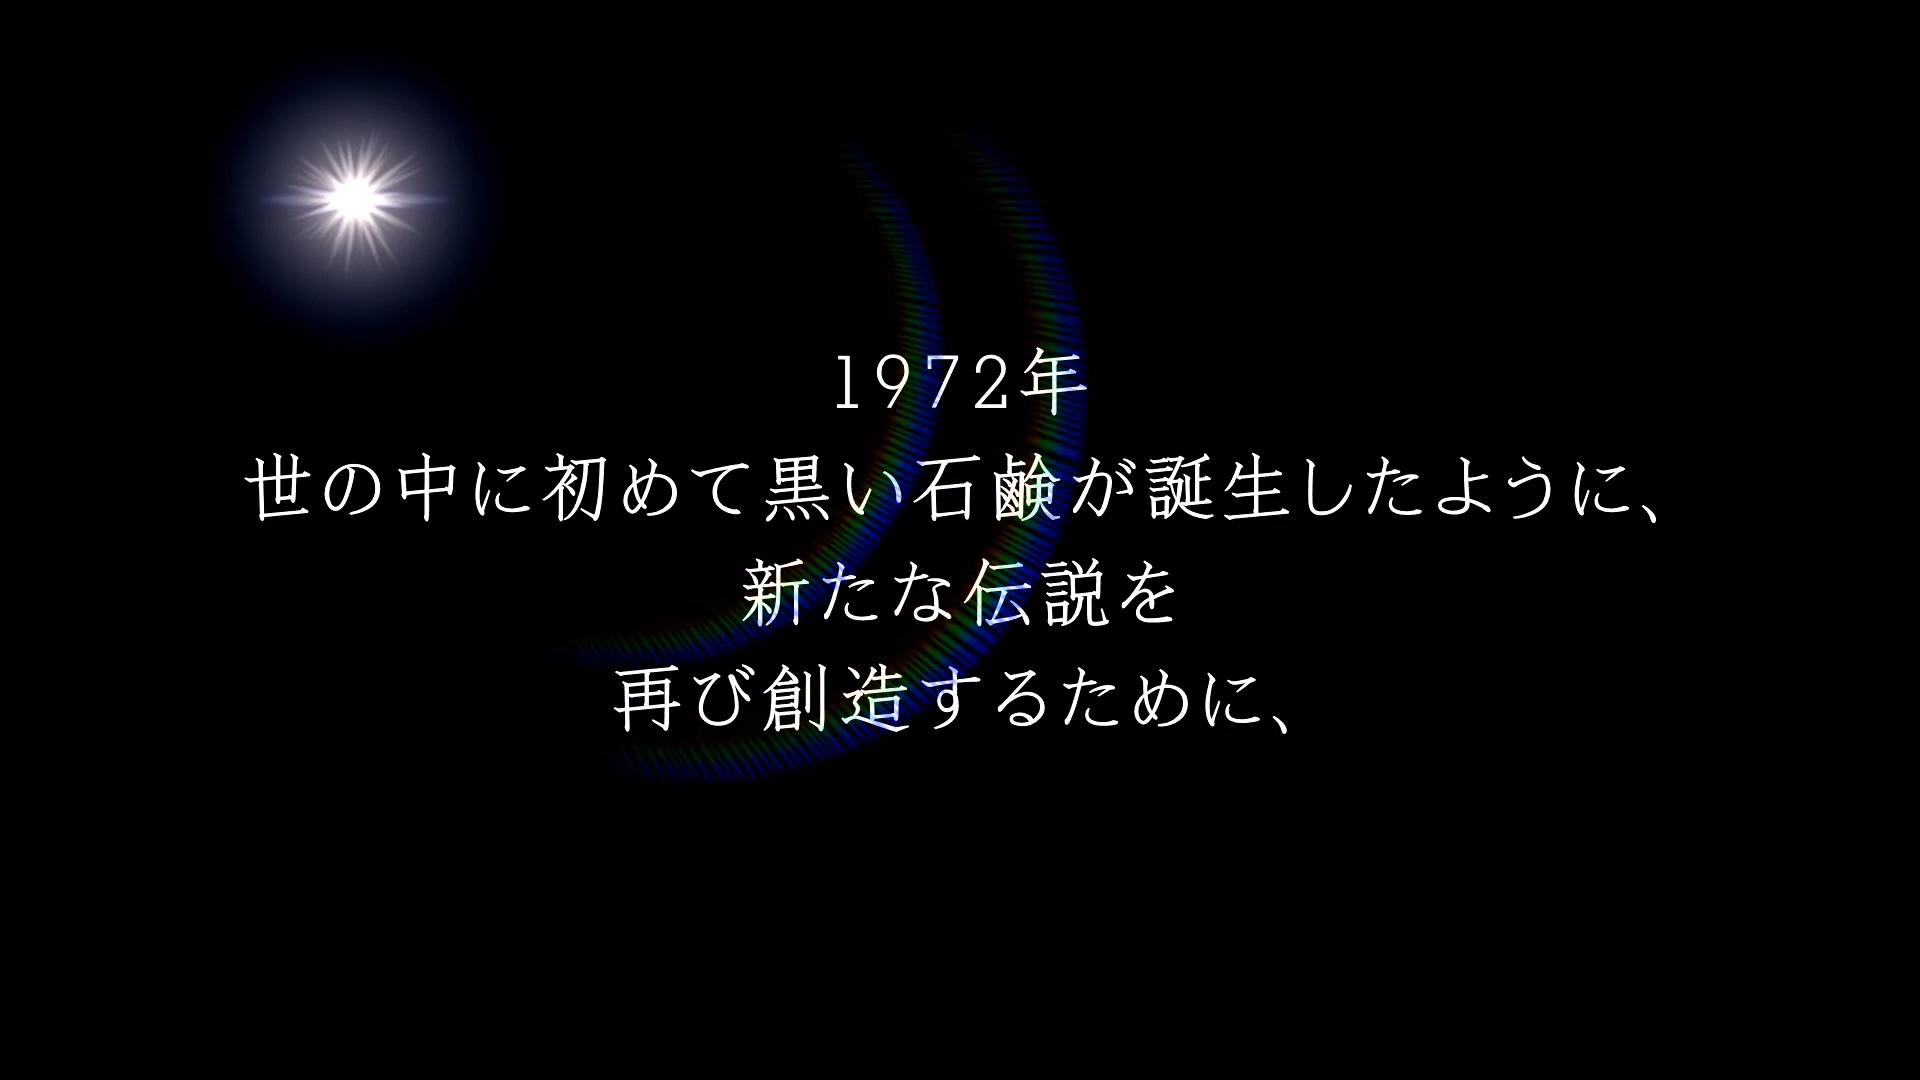 1972年
世の中に初めて黒い石鹸が誕生したように、
新たな伝説を
再び創造するために、